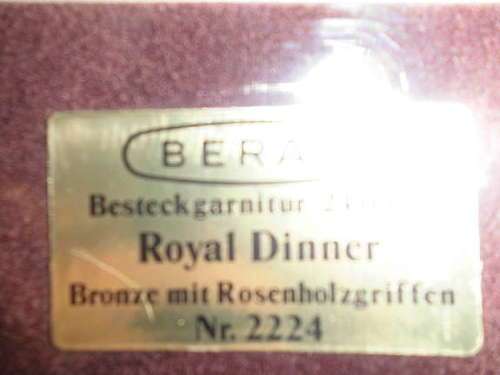 BERA
Besteckgarnitur
Royal Dinner
Bronze mit Rosenholzgriffen
Nr. 2224